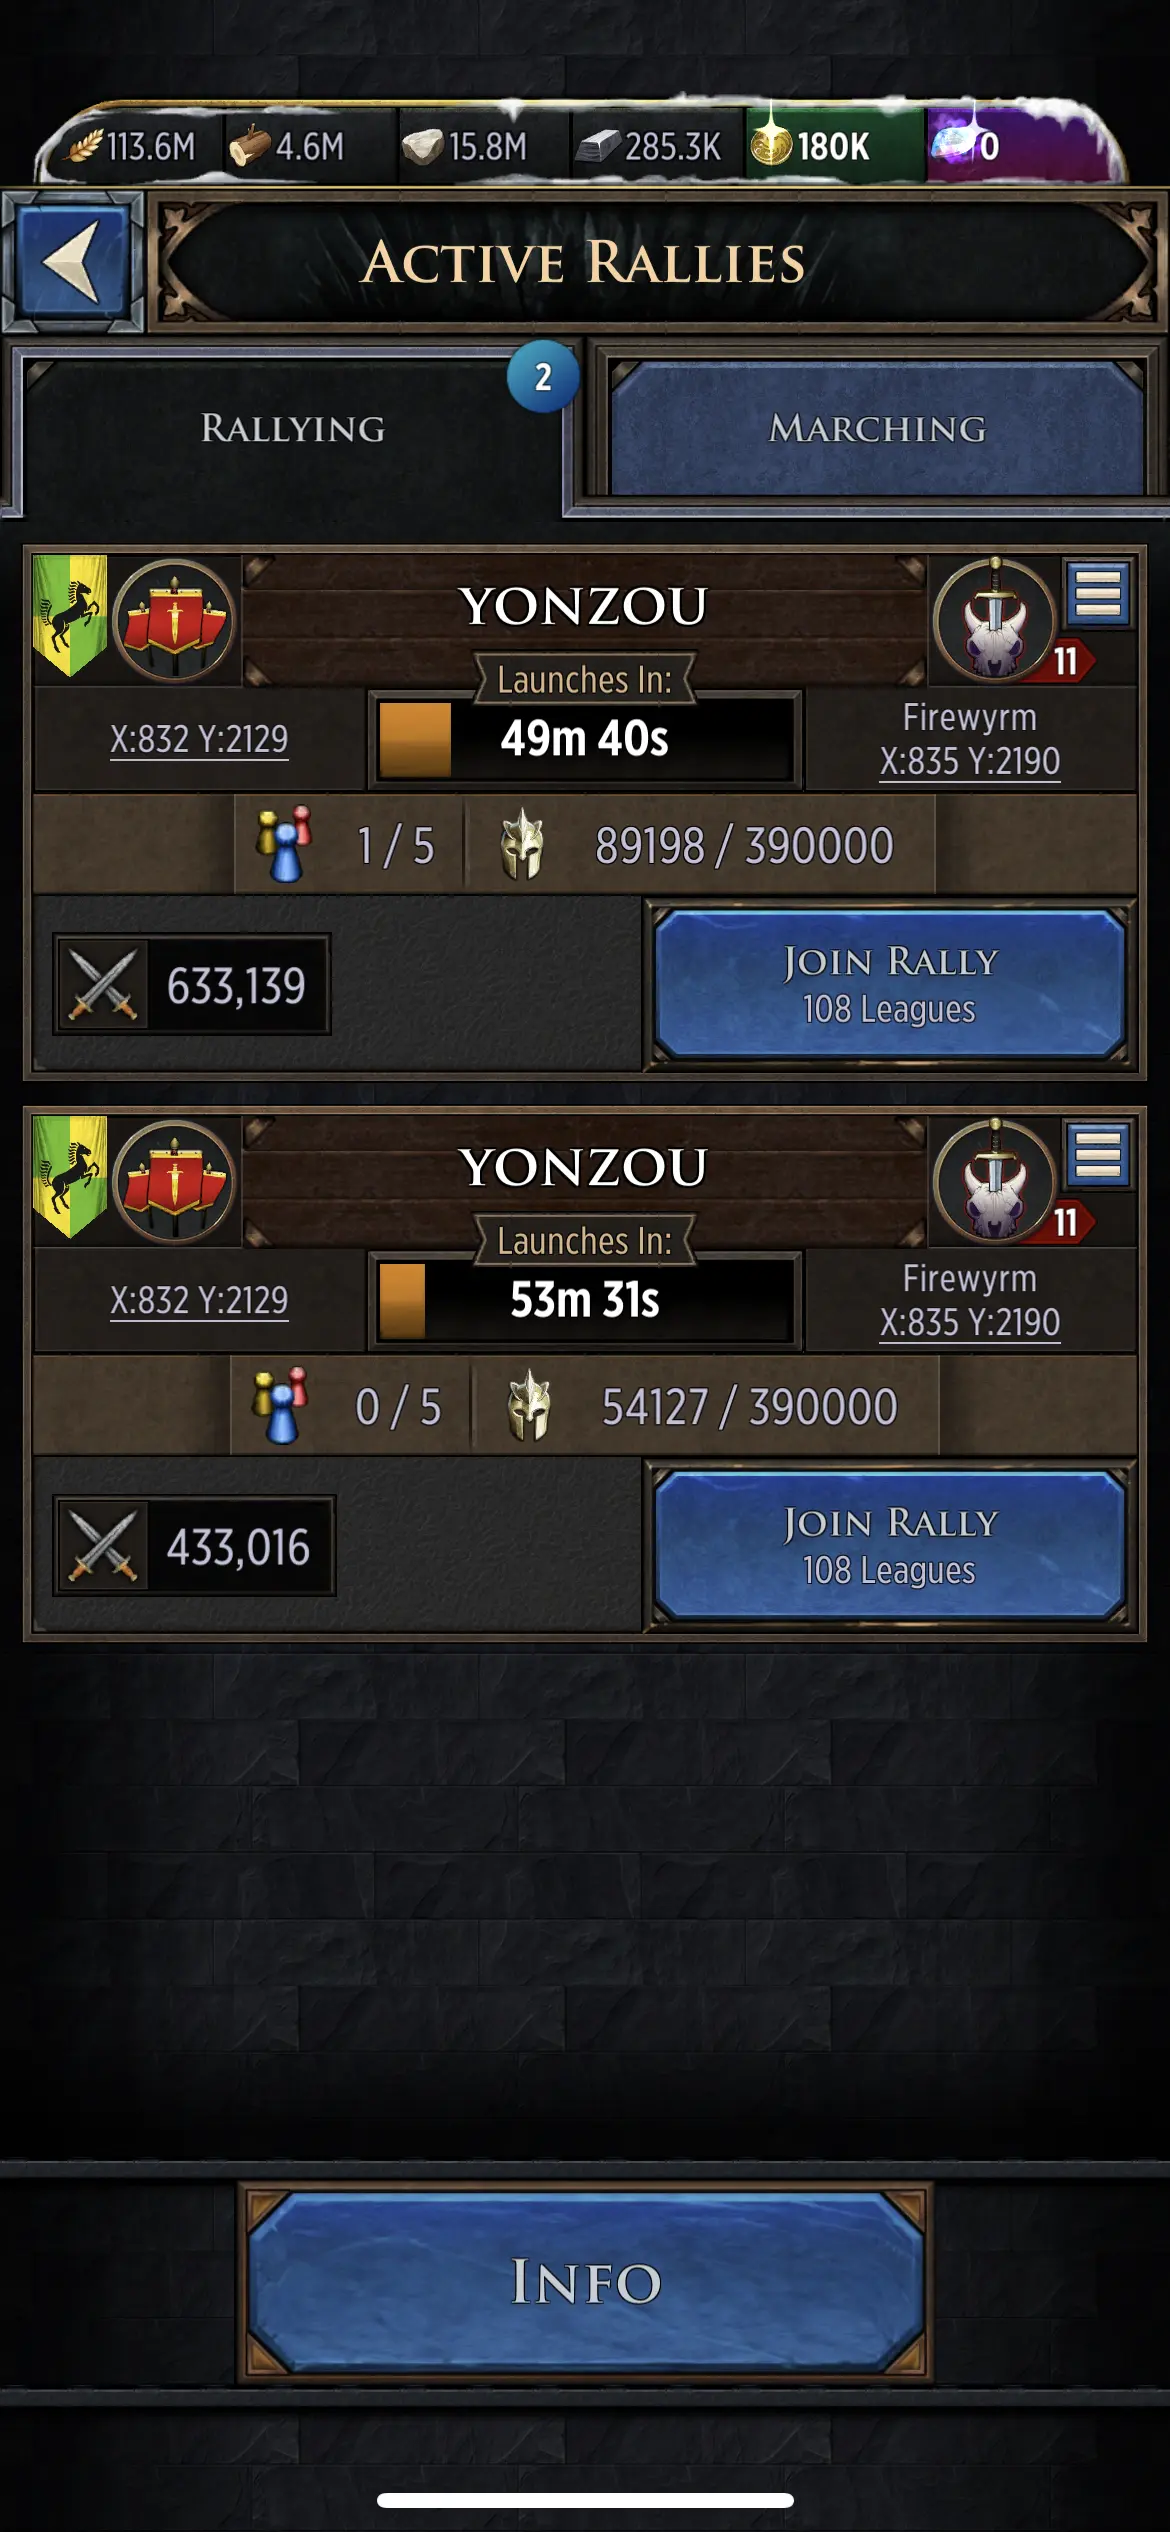 113.6M 4.6M 15.8M 285.3K 180K 0
ACTIVE RALLIES
2
RALLYING MARCHING
YONZOU
11
Launches In:
X:832 Y:2129 49m 40s Firewyrm
X:835 Y:2190
1 / 5 89198 / 390000
633,139 JOIN RALLY
108 Leagues
YONZOU
11
Launches In:
X:832 Y:2129 53m 31s Firewyrm
X:835 Y:2190
0 / 5 54127 / 390000
433,016 JOIN RALLY
108 Leagues
INFO